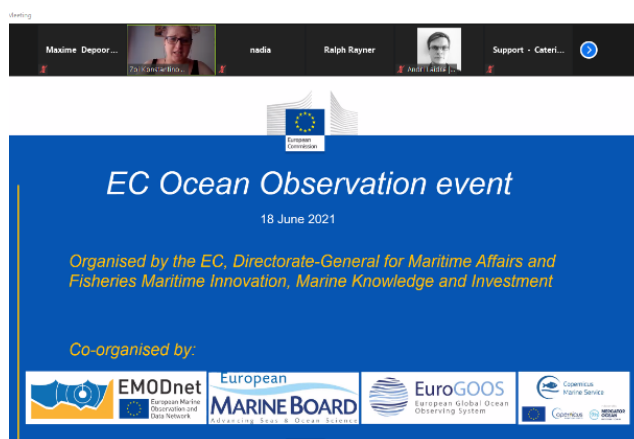 Meeting
Maxime Depoor...
nadia
Ralph Rayner
Support - Cateri...
European
Commission
EC Ocean Observation event
18 June 2021
Organised by the EC, Directorate-General for Maritime Affairs and
Fisheries Maritime Innovation, Marine Knowledge and Investment
Co-organised by:
EMODnet
European Marine
Observation and
Data Network
European
MARINE BOARD
Advancing Seas & Ocean Science
EuroGOOS
European Global Ocean
Observing System
Copernicus
Marine Service
Copernicus
MERCATOR
OCEAN